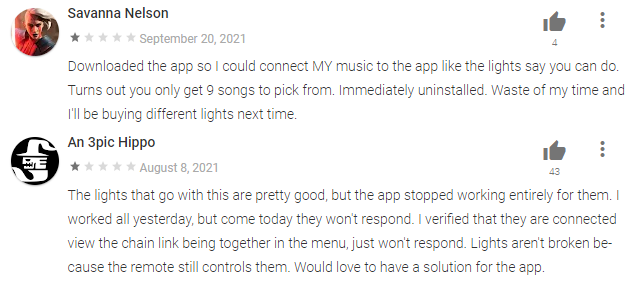 Savanna Nelson
September 20, 2021
4
Downloaded the app so I could connect MY music to the app like the lights say you can do.
Turns out you only get 9 songs to pick from. Immediately uninstalled. Waste of my time and
I'll be buying different lights next time.
An 3pic Hippo
August 8, 2021
43
The lights that go with this are pretty good, but the app stopped working entirely for them. I
worked all yesterday, but come today they won't respond. I verified that they are connected
view the chain link being together in the menu, just won't respond. Lights aren't broken be-
cause the remote still controls them. Would love to have a solution for the app.